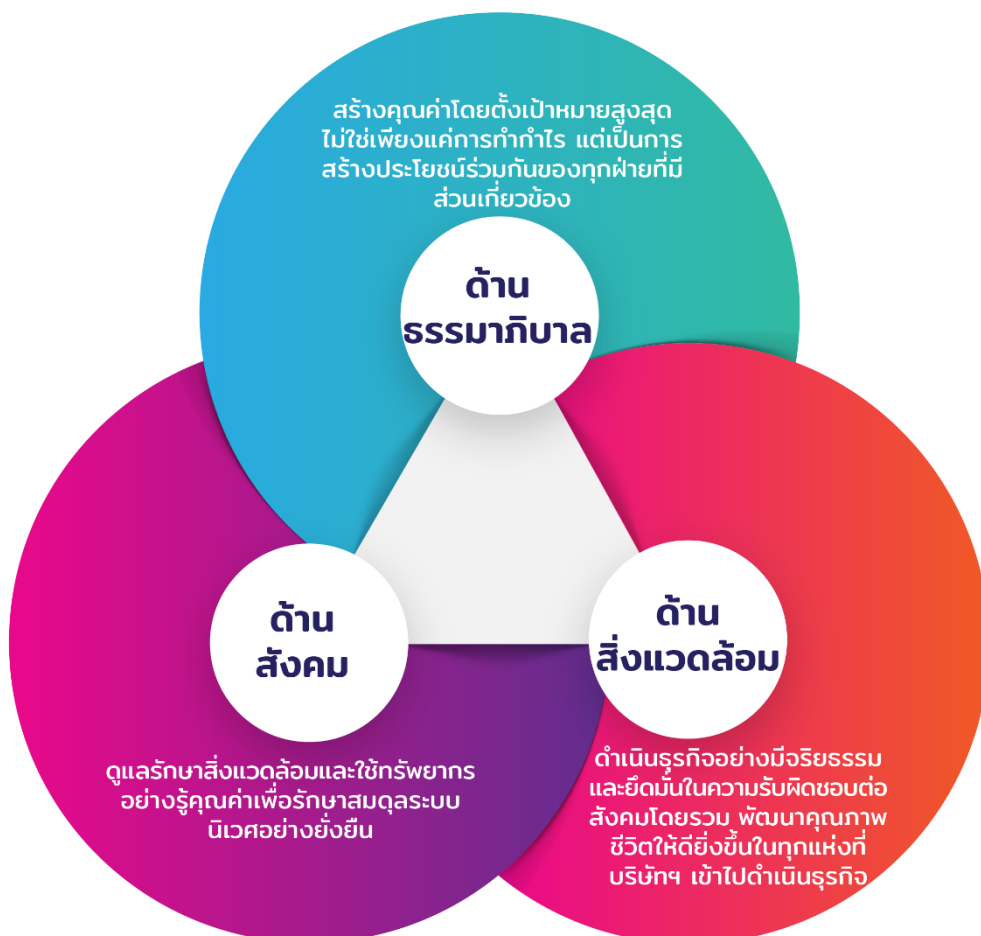 สร้างคุณค่าโดยตั้งเป้าหมายสูงสุด
ไม่ใช่เพียงแค่การทำกำไร แต่เป็นการ
สร้างประโยชน์ร่วมกันของทุกฝ่ายที่มี
ส่วนเกี่ยวข้อง
ด้าน
ธรรมาภิบาล
ด้าน
สังคม
ดูแลรักษาสิ่งแวดล้อมและใช้ทรัพยากร
อย่างรู้คุณค่าเพื่อรักษาสมดุลระบบ
นิเวศอย่างยั่งยืน
ด้าน
สิ่งแวดล้อม
ดำเนินธุรกิจอย่างมีจริยธรรม
และยึดมั่นในความรับผิดชอบต่อ
สังคมโดยรวม พัฒนาคุณภาพ
ชีวิตให้ดียิ่งขึ้นในทุกแห่งที่
บริษัทฯ เข้าไปดำเนินธุรกิจ